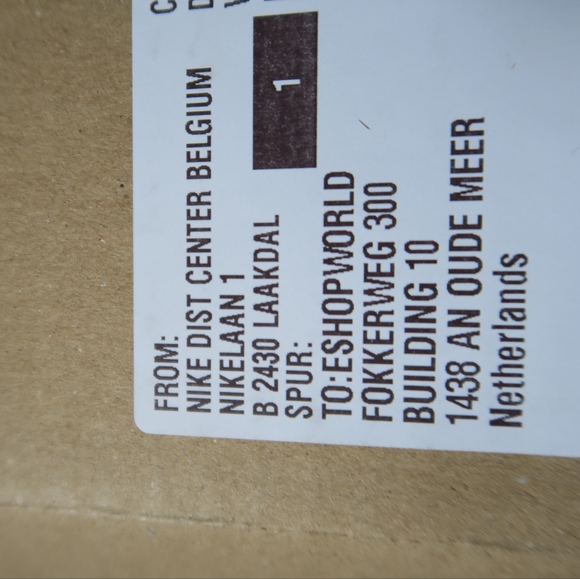 FROM:
NIKE DIST CENTER BELGIUM
NIKELAAN 1
B 2430 LAAKDAL
SPUR:
1
TO:ESHOPWORLD
FOKKERWEG 300
BUILDING 10
1438 AN OUDE MEER
Netherlands